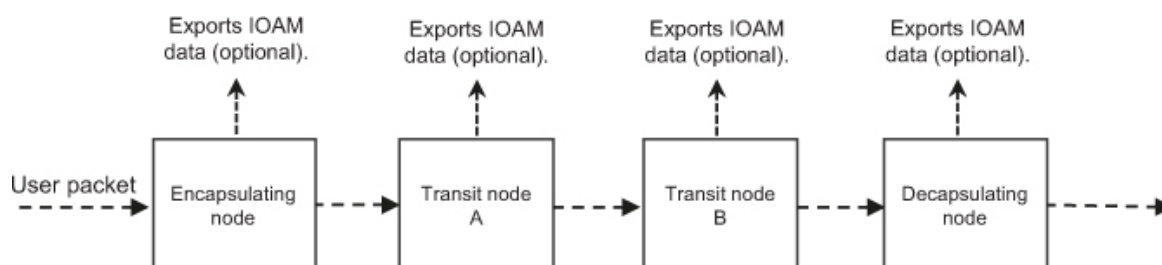 Exports IOAM
data (optional).
Exports IOAM
data (optional).
Exports IOAM
data (optional).
Exports IOAM
data (optional).
User packet
Encapsulating
node
Transit node
A
Transit node
B
Decapsulating
node